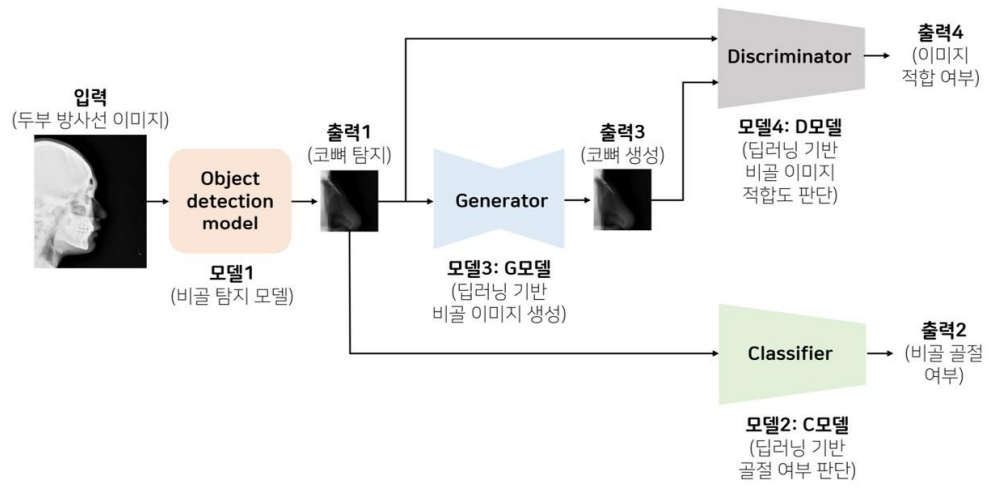 입력
(두부 방사선 이미지)
Object
detection
model
모델1
(비골 탐지 모델)
출력1
(코뼈 탐지)
Generator
모델3: G모델
(딥러닝 기반
비골 이미지 생성)
출력3
(코뼈 생성)
Discriminator
모델4: D모델
(딥러닝 기반
비골 이미지
적합도 판단)
출력4
(이미지
적합 여부)
Classifier
모델2: C모델
(딥러닝 기반
골절 여부 판단)
출력2
(비골 골절
여부)